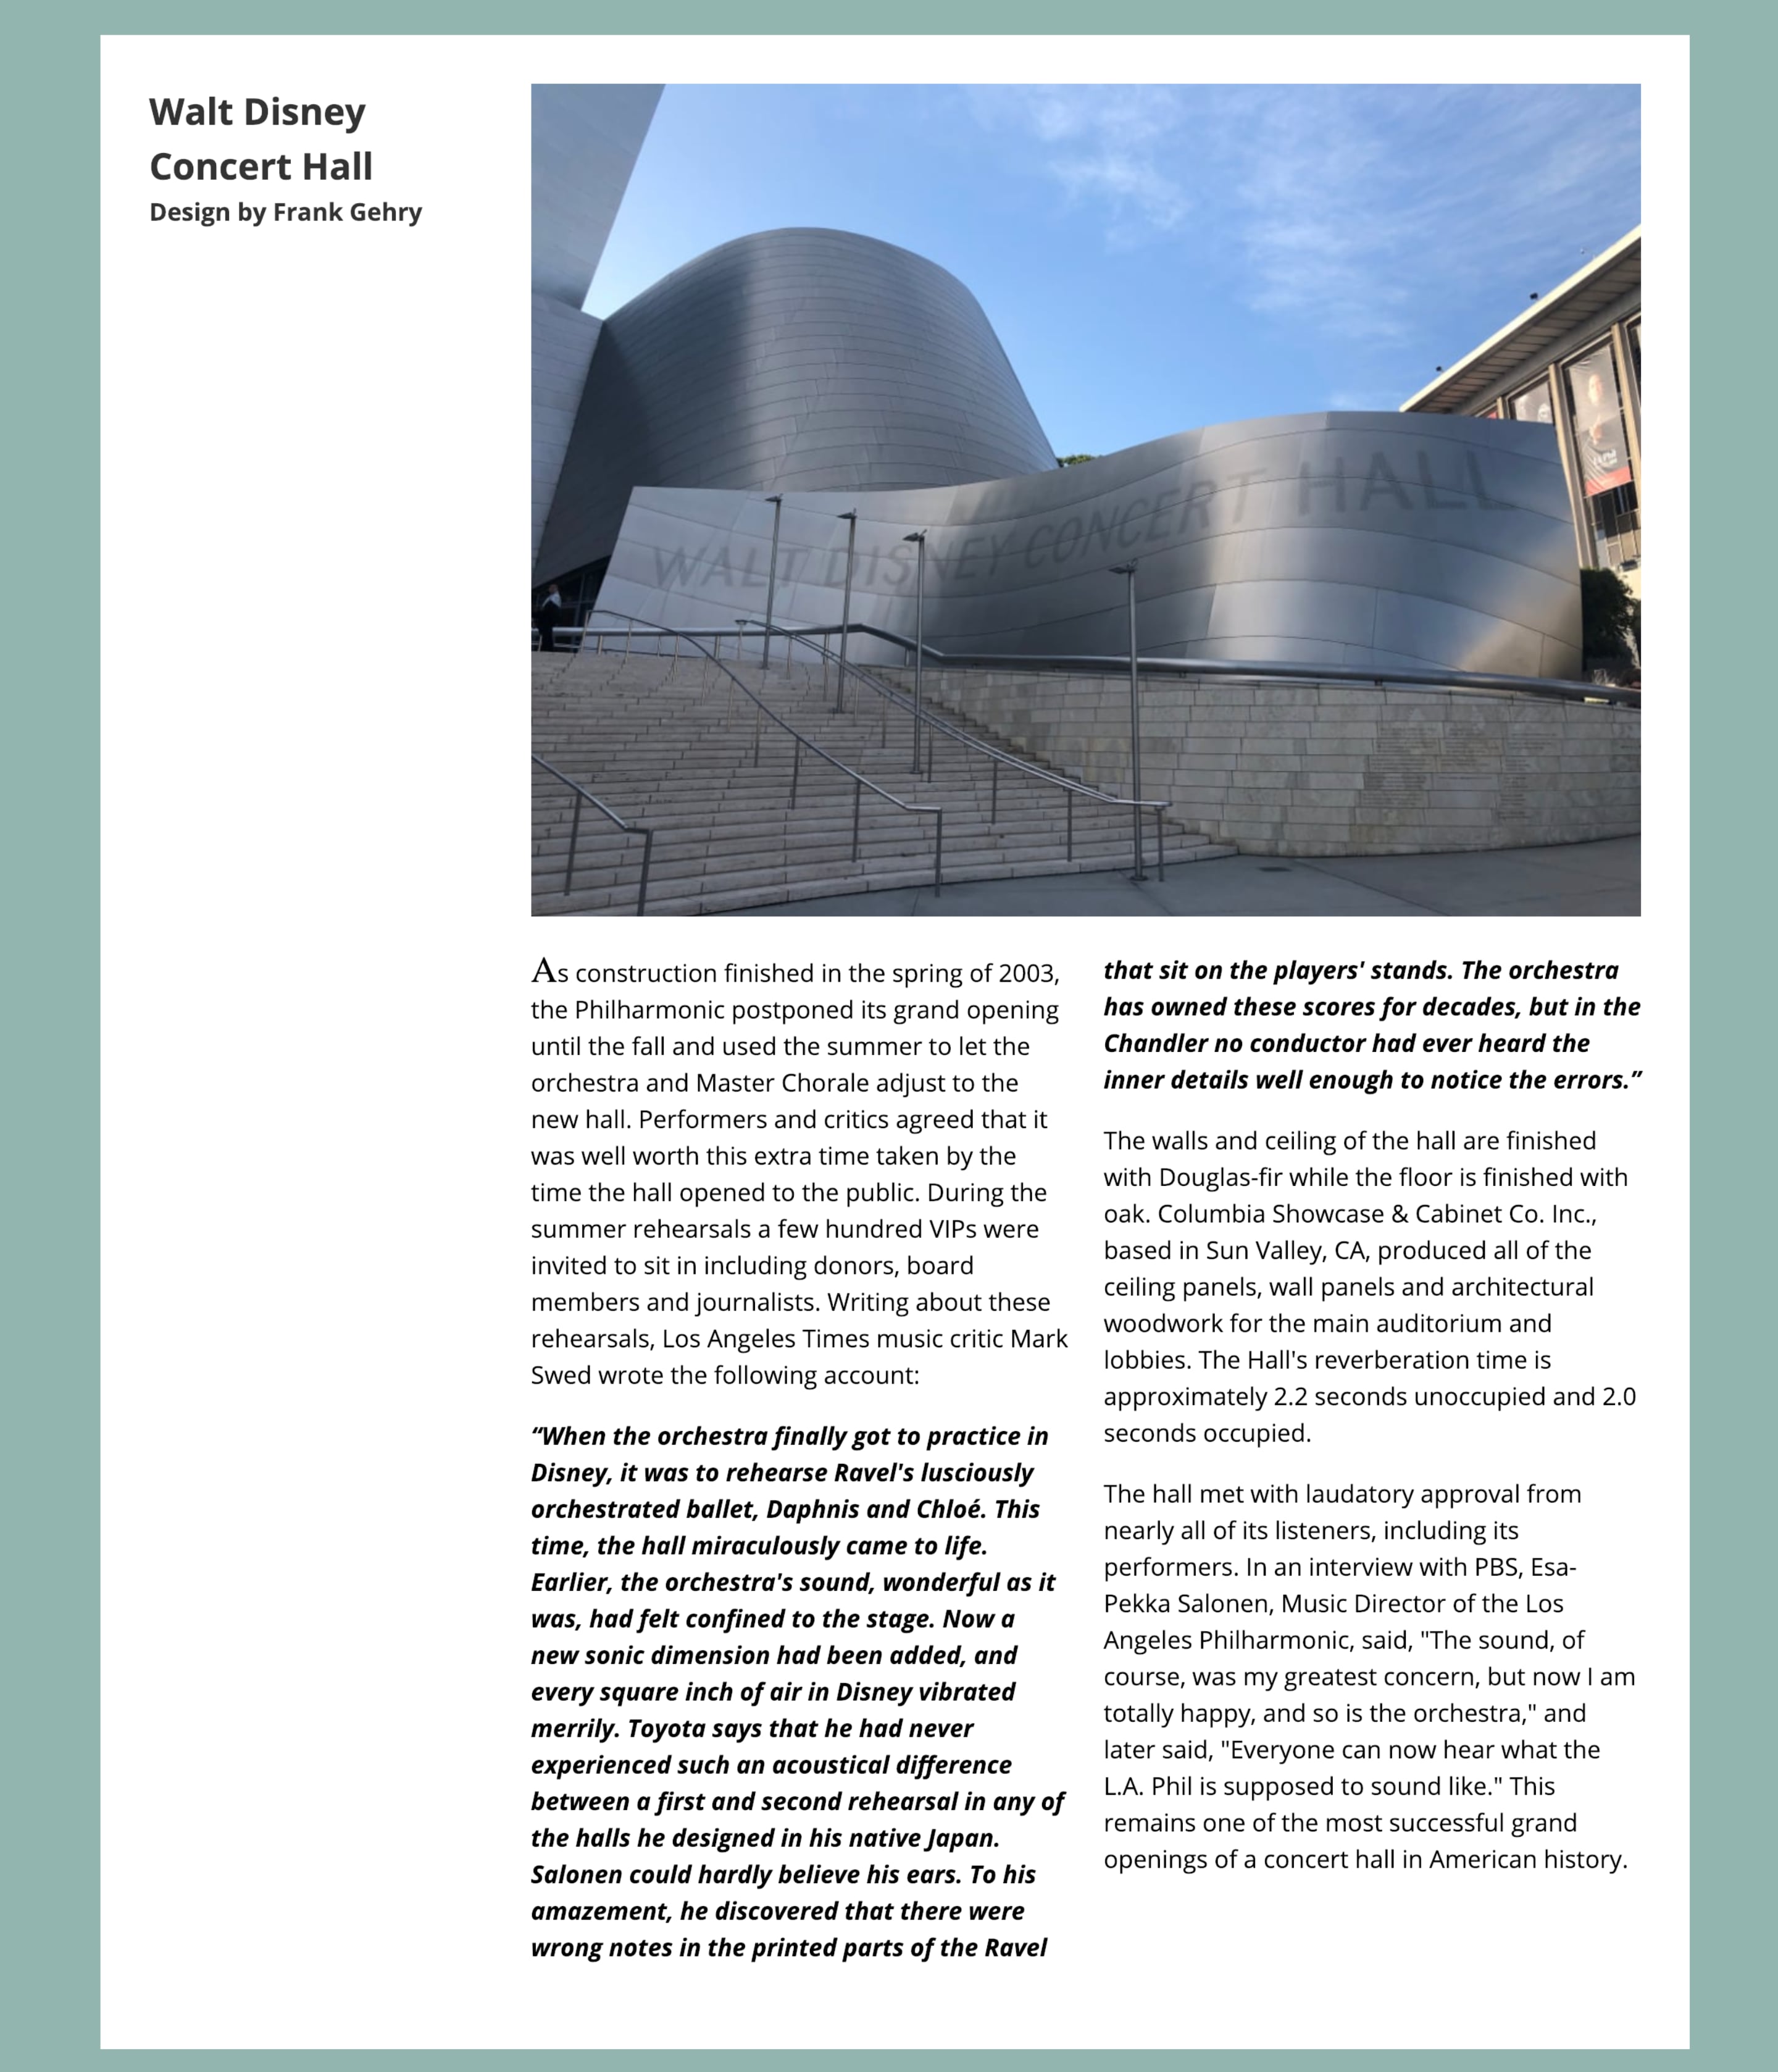 Walt Disney
Concert Hall
Design by Frank Gehry
WALT DISNEY CONCERT HALL
As construction finished in the spring of 2003,
the Philharmonic postponed its grand opening
until the fall and used the summer to let the
orchestra and Master Chorale adjust to the
new hall. Performers and critics agreed that it
was well worth this extra time taken by the
time the hall opened to the public. During the
summer rehearsals a few hundred VIPs were
invited to sit in including donors, board
members and journalists. Writing about these
rehearsals, Los Angeles Times music critic Mark
Swed wrote the following account:
“When the orchestra finally got to practice in
Disney, it was to rehearse Ravel's lusciously
orchestrated ballet, Daphnis and Chloé. This
time, the hall miraculously came to life.
Earlier, the orchestra's sound, wonderful as it
was, had felt confined to the stage. Now a
new sonic dimension had been added, and
every square inch of air in Disney vibrated
merrily. Toyota says that he had never
experienced such an acoustical difference
between a first and second rehearsal in any of
the halls he designed in his native Japan.
Salonen could hardly believe his ears. To his
amazement, he discovered that there were
wrong notes in the printed parts of the Ravel
that sit on the players' stands. The orchestra
has owned these scores for decades, but in the
Chandler no conductor had ever heard the
inner details well enough to notice the errors.”
The walls and ceiling of the hall are finished
with Douglas-fir while the floor is finished with
oak. Columbia Showcase & Cabinet Co. Inc.,
based in Sun Valley, CA, produced all of the
ceiling panels, wall panels and architectural
woodwork for the main auditorium and
lobbies. The Hall's reverberation time is
approximately 2.2 seconds unoccupied and 2.0
seconds occupied.
The hall met with laudatory approval from
nearly all of its listeners, including its
performers. In an interview with PBS, Esa-
Pekka Salonen, Music Director of the Los
Angeles Philharmonic, said, "The sound, of
course, was my greatest concern, but now I am
totally happy, and so is the orchestra," and
later said, "Everyone can now hear what the
L.A. Phil is supposed to sound like." This
remains one of the most successful grand
openings of a concert hall in American history.